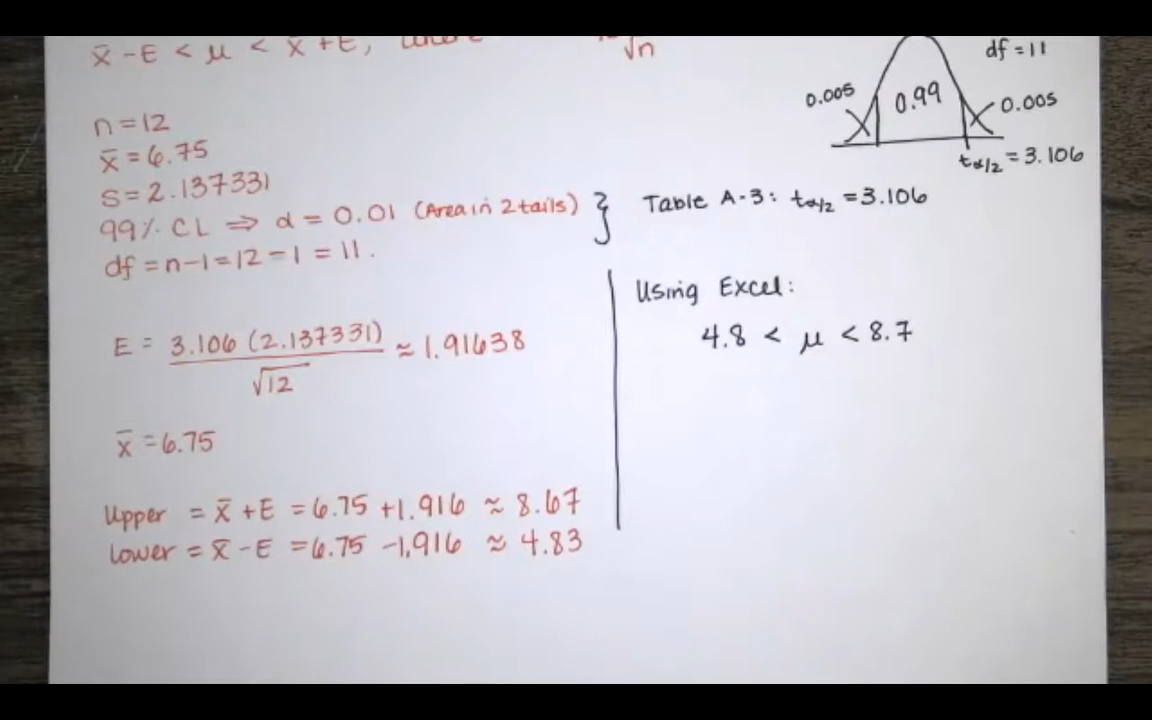 x̄ - E < μ < x̄ + E,
√n
df = 11
0.005
0.99
0.005
tα/2 = 3.106
n = 12
x̄ = 6.75
s = 2.137331
99% CL ⇒ α = 0.01 (Area in 2 tails) }
df = n-1 = 12-1 = 11.
Table A-3: tα/2 = 3.106
E = 3.106 (2.137331) ≈ 1.91638
√12
x̄ = 6.75
Upper = x̄ + E = 6.75 + 1.916 ≈ 8.67
Lower = x̄ - E = 6.75 - 1.916 ≈ 4.83
Using Excel:
4.8 < μ < 8.7